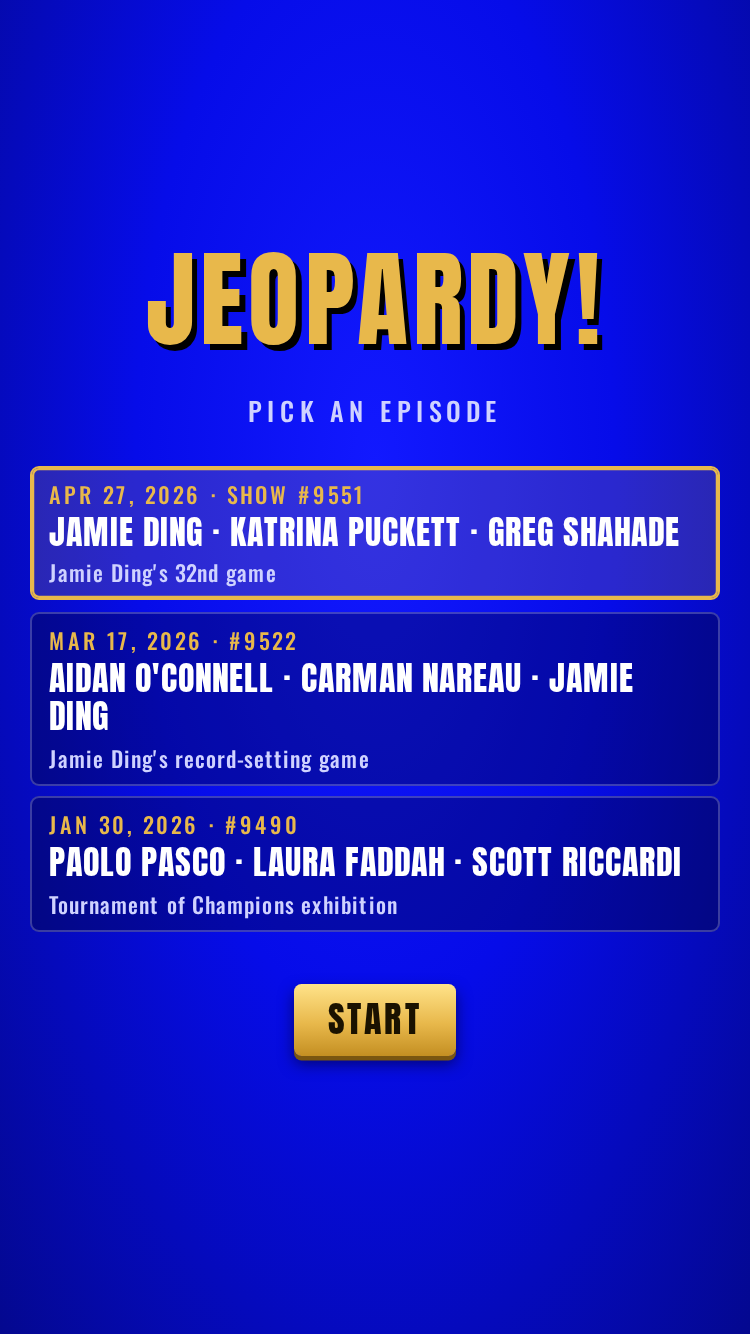 JEOPARDY!
PICK AN EPISODE
APR 27, 2026 · SHOW #9551
JAMIE DING · KATRINA PUCKETT · GREG SHAHADE
Jamie Ding's 32nd game
MAR 17, 2026 · #9522
AIDAN O'CONNELL · CARMAN NAREAU · JAMIE
DING
Jamie Ding's record-setting game
JAN 30, 2026 · #9490
PAOLO PASCO · LAURA FADDAH · SCOTT RICCARDI
Tournament of Champions exhibition
START